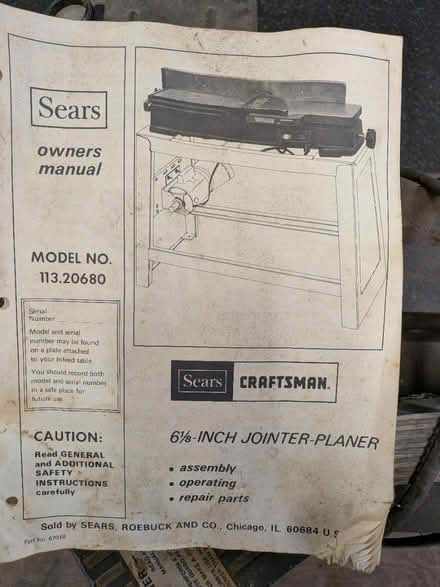 Sears
owners
manual
MODEL NO.
113.20680
Serial
Number
Model and serial
number may be found
on a plate attached
to your infeed table.
You should record both
model and serial number
in a safe place for
future use.
CAUTION:
Read GENERAL
and ADDITIONAL
SAFETY
INSTRUCTIONS
carefully
Sears CRAFTSMAN.
6⅛-INCH JOINTER-PLANER
• assembly
• operating
• repair parts
Sold by SEARS, ROEBUCK AND CO., Chicago, IL 60684 U.S
Part No.